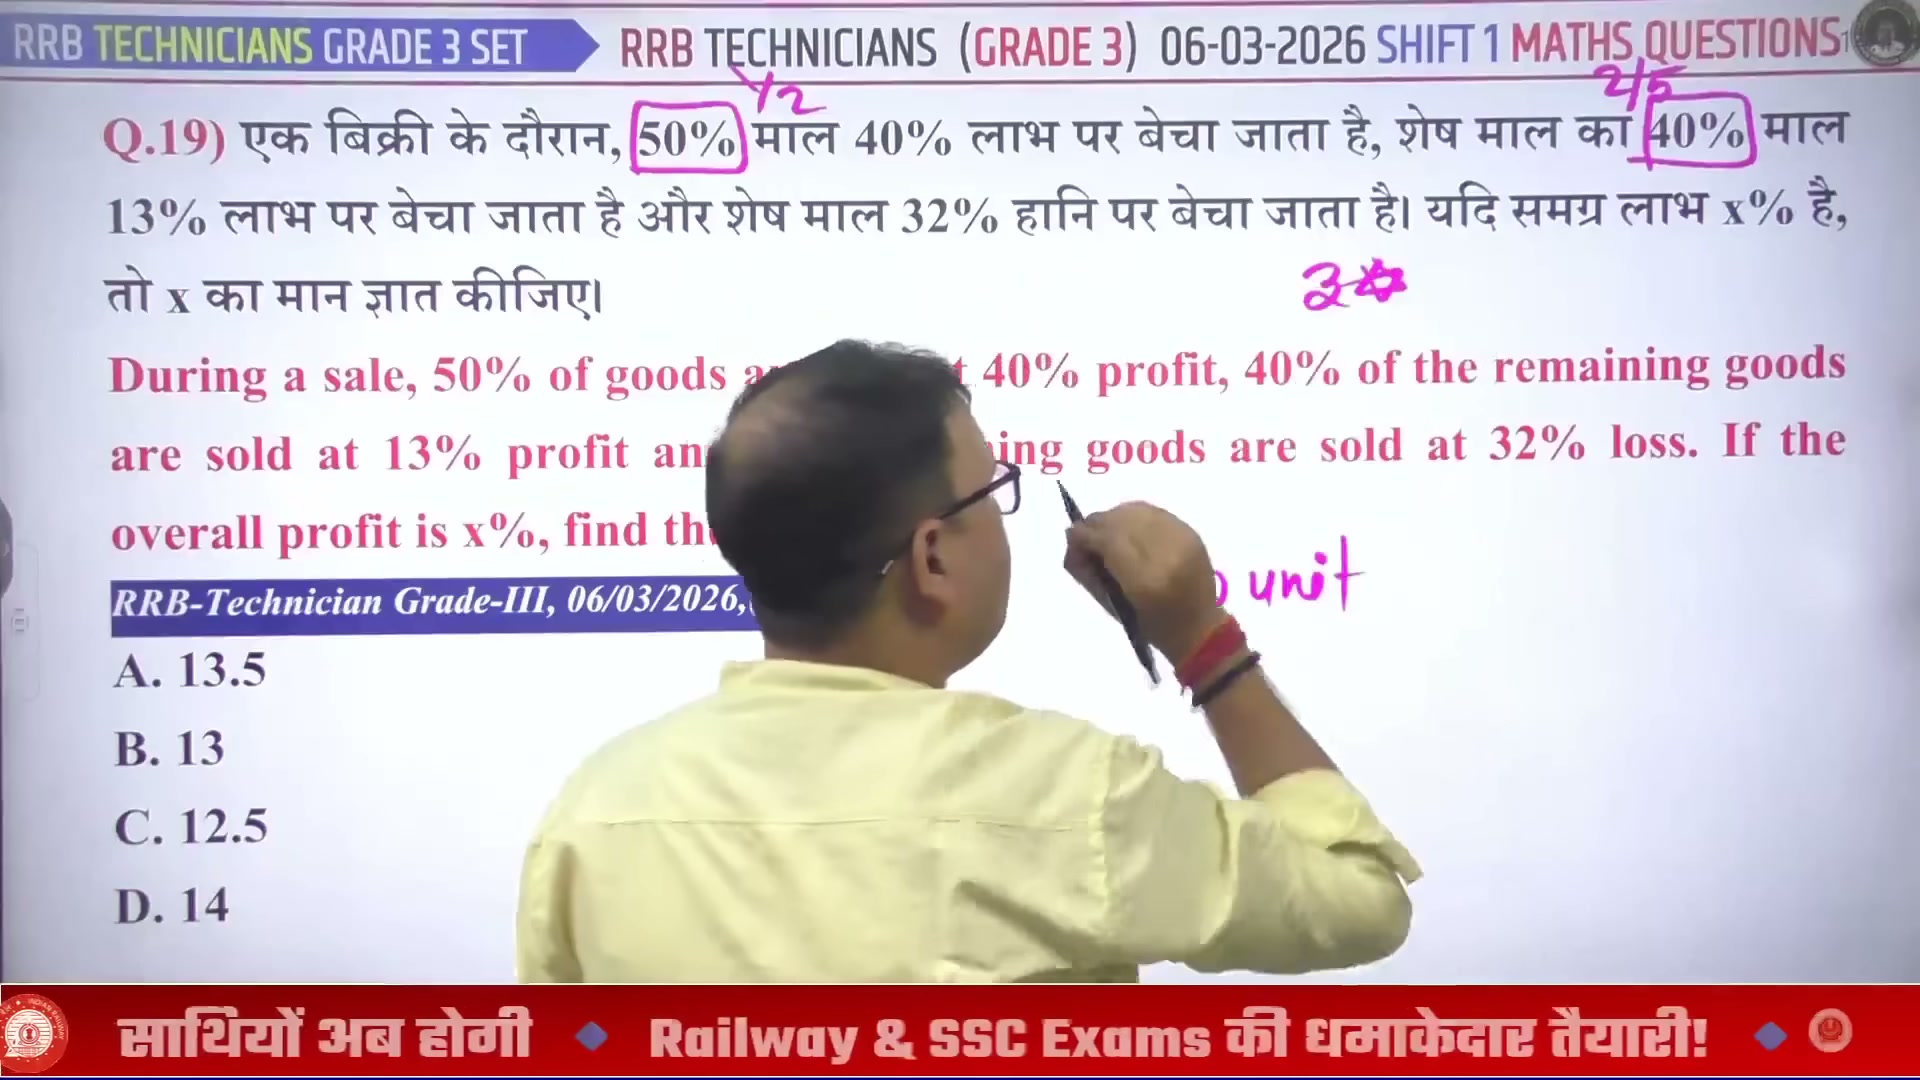 RRB TECHNICIANS GRADE 3 SET
RRB TECHNICIANS (GRADE 3) 06-03-2026 SHIFT 1 MATHS QUESTIONS
1/2
2/5
Q.19) एक बिक्री के दौरान, 50% माल 40% लाभ पर बेचा जाता है, शेष माल का 40% माल
13% लाभ पर बेचा जाता है और शेष माल 32% हानि पर बेचा जाता है। यदि समग्र लाभ x% है,
तो x का मान ज्ञात कीजिए।
During a sale, 50% of goods 40% profit, 40% of the remaining goods
are sold at 13% profit goods are sold at 32% loss. If the
overall profit is x%, find
unit
RRB-Technician Grade-III, 06/03/2026,
A. 13.5
B. 13
C. 12.5
D. 14
साथियों अब होगी Railway & SSC Exams की धमाकेदार तैयारी!